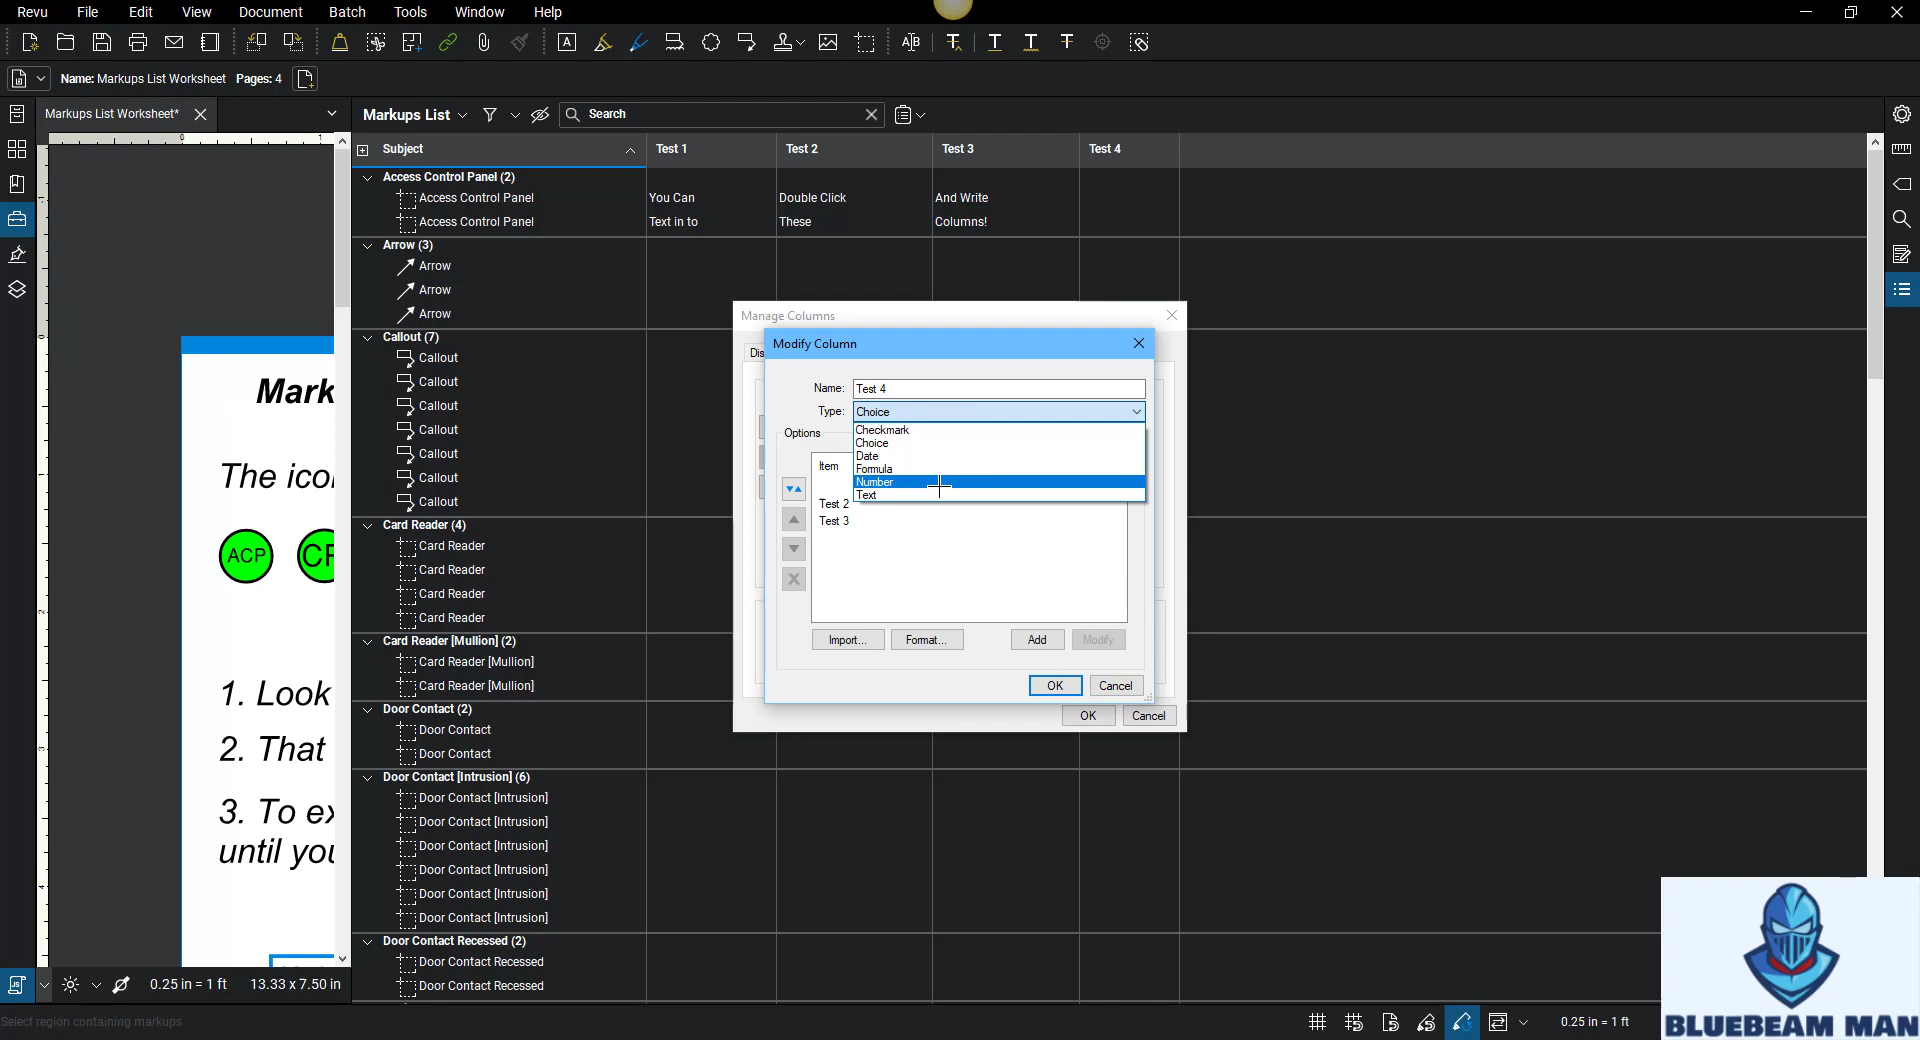 Revu File Edit View Document Batch Tools Window Help
Name: Markups List Worksheet Pages: 4
Markups List Worksheet*
Markups List Search
Subject Test 1 Test 2 Test 3 Test 4
Access Control Panel (2)
Access Control Panel You Can Double Click And Write
Access Control Panel Text in to These Columns!
Arrow (3)
Arrow
Arrow
Arrow
Callout (7)
Callout
Callout
Callout
Callout
Callout
Callout
Callout
Card Reader (4)
Card Reader
Card Reader
Card Reader
Card Reader
Card Reader [Mullion] (2)
Card Reader [Mullion]
Card Reader [Mullion]
Door Contact (2)
Door Contact
Door Contact
Door Contact [Intrusion] (6)
Door Contact [Intrusion]
Door Contact [Intrusion]
Door Contact [Intrusion]
Door Contact [Intrusion]
Door Contact [Intrusion]
Door Contact [Intrusion]
Door Contact Recessed (2)
Door Contact Recessed
Door Contact Recessed
Manage Columns
Dis
Modify Column
Name: Test 4
Type: Choice
Options
Checkmark
Choice
Date
Formula
Number
Text
Item
Test 2
Test 3
Import... Format... Add Modify
OK Cancel
OK Cancel
Mark
The ico
ACP
1. Look
2. That
3. To ex
until you
0.25 in = 1 ft 13.33 x 7.50 in
Select region containing markups
0.25 in = 1 ft
BLUEBEAM MAN